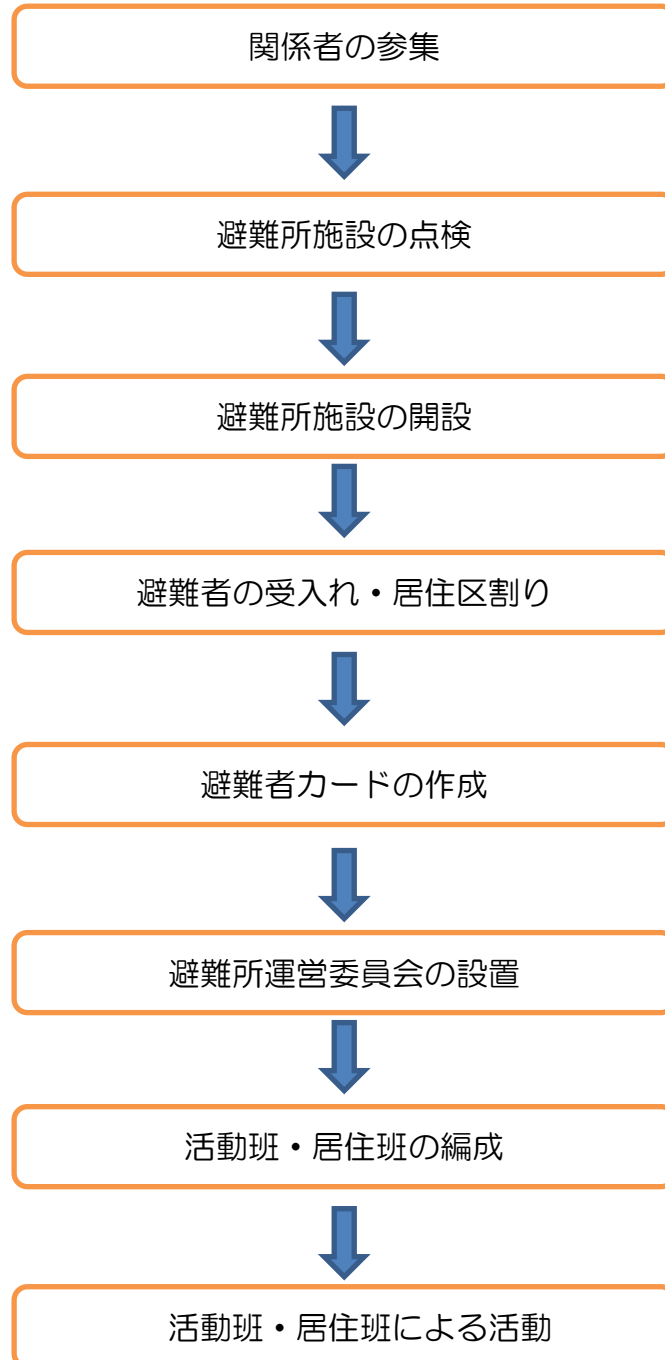 関係者の参集
避難所施設の点検
避難所施設の開設
避難者の受入れ・居住区割り
避難者カードの作成
避難所運営委員会の設置
活動班・居住班の編成
活動班・居住班による活動